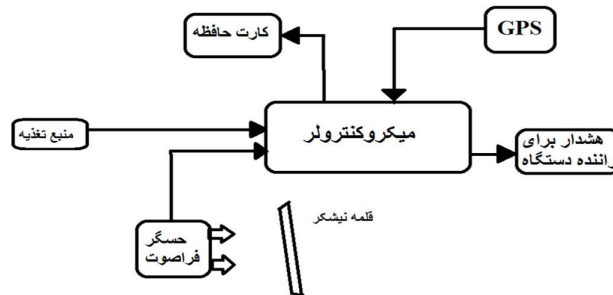 کارت حافظه
GPS
میکروکنترولر
منبع تغذیه
هشدار برای
راننده دستگاه
قلمه نیشکر
حسگر
فراصوت